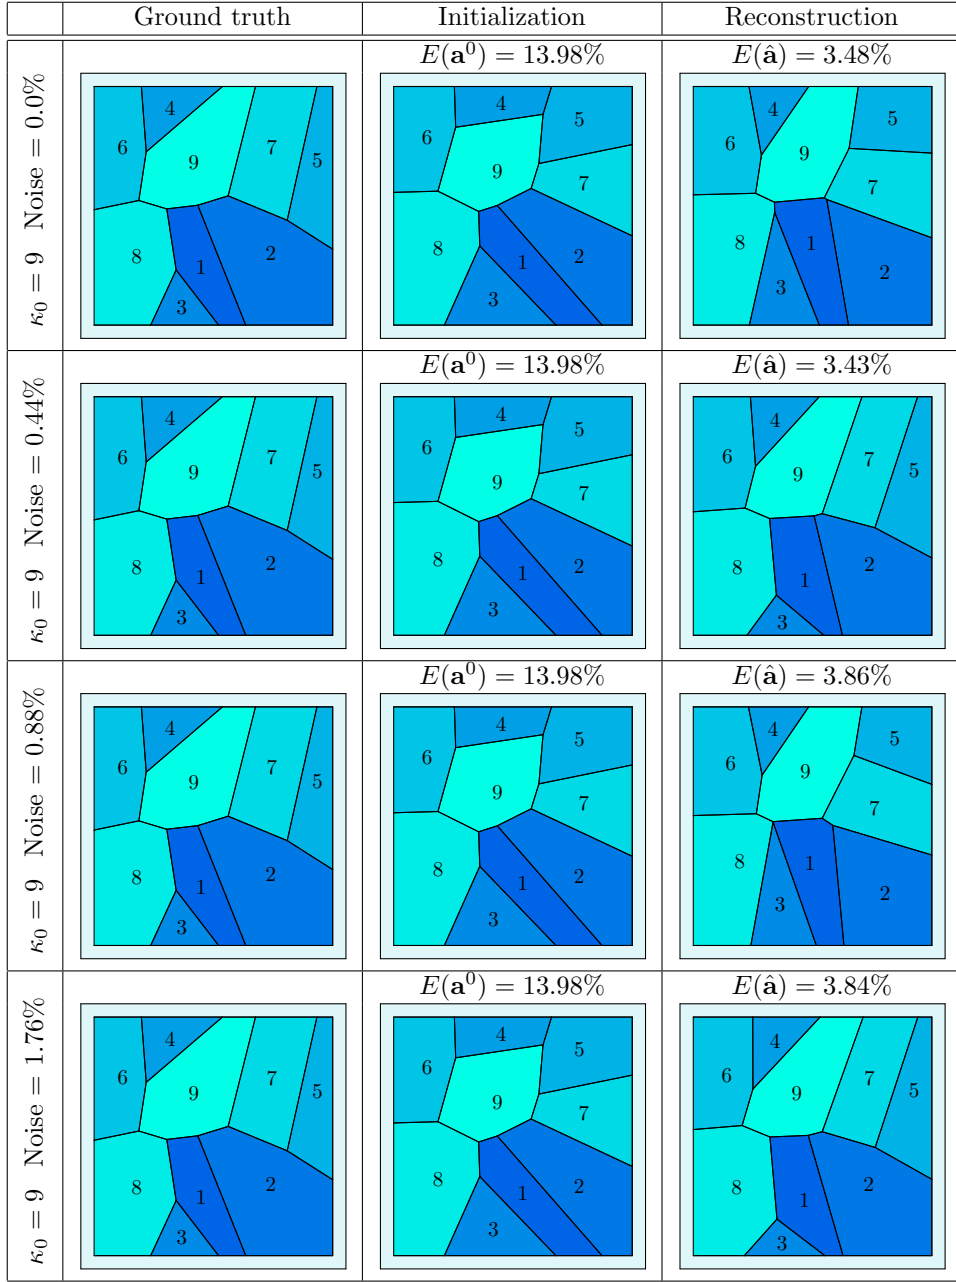 Ground truth Initialization Reconstruction
κ₀ = 9 Noise = 0.0%
E(𝐚⁰) = 13.98% E(𝐚̂) = 3.48%
4 6 7 5 9 8 1 2 3
4 5 6 9 7 8 1 2 3
4 5 6 9 7 8 1 2 3
κ₀ = 9 Noise = 0.44%
E(𝐚⁰) = 13.98% E(𝐚̂) = 3.43%
4 6 7 5 9 8 1 2 3
4 5 6 9 7 8 1 2 3
4 6 7 5 9 8 1 2 3
κ₀ = 9 Noise = 0.88%
E(𝐚⁰) = 13.98% E(𝐚̂) = 3.86%
4 6 7 5 9 8 1 2 3
4 5 6 9 7 8 1 2 3
4 5 6 9 7 8 1 2 3
κ₀ = 9 Noise = 1.76%
E(𝐚⁰) = 13.98% E(𝐚̂) = 3.84%
4 6 7 5 9 8 1 2 3
4 5 6 9 7 8 1 2 3
4 6 7 5 9 8 1 2 3